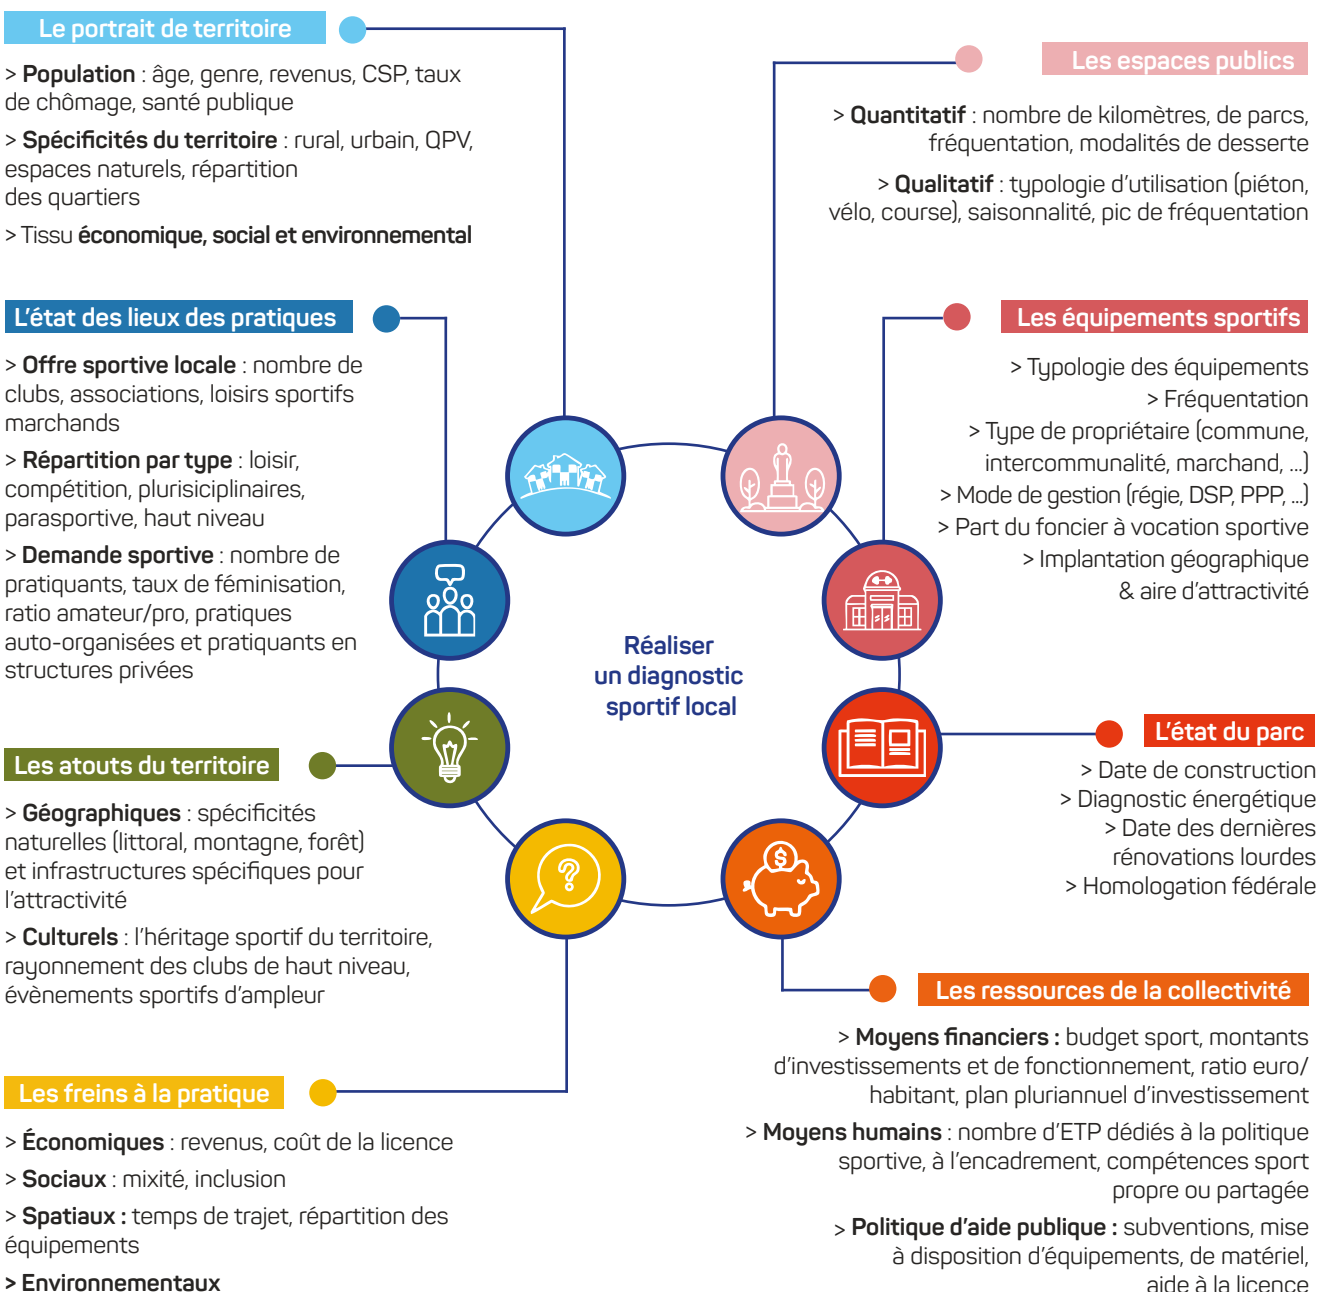 Le portrait de territoire
> Population : âge, genre, revenus, CSP, taux
de chômage, santé publique
> Spécificités du territoire : rural, urbain, QPV,
espaces naturels, répartition
des quartiers
> Tissu économique, social et environnemental
L'état des lieux des pratiques
> Offre sportive locale : nombre de
clubs, associations, loisirs sportifs
marchands
> Répartition par type : loisir,
compétition, plurisiciplinaires,
parasportive, haut niveau
> Demande sportive : nombre de
pratiquants, taux de féminisation,
ratio amateur/pro, pratiques
auto-organisées et pratiquants en
structures privées
Les atouts du territoire
> Géographiques : spécificités
naturelles (littoral, montagne, forêt)
et infrastructures spécifiques pour
l'attractivité
> Culturels : l'héritage sportif du territoire,
rayonnement des clubs de haut niveau,
évènements sportifs d'ampleur
Les freins à la pratique
> Économiques : revenus, coût de la licence
> Sociaux : mixité, inclusion
> Spatiaux : temps de trajet, répartition des
équipements
> Environnementaux
Réaliser
un diagnostic
sportif local
?
$
Les espaces publics
> Quantitatif : nombre de kilomètres, de parcs,
fréquentation, modalités de desserte
> Qualitatif : typologie d'utilisation (piéton,
vélo, course), saisonnalité, pic de fréquentation
Les équipements sportifs
> Typologie des équipements
> Fréquentation
> Type de propriétaire (commune,
intercommunalité, marchand, ...)
> Mode de gestion (régie, DSP, PPP, ...)
> Part du foncier à vocation sportive
> Implantation géographique
& aire d'attractivité
L'état du parc
> Date de construction
> Diagnostic énergétique
> Date des dernières
rénovations lourdes
> Homologation fédérale
Les ressources de la collectivité
> Moyens financiers : budget sport, montants
d'investissements et de fonctionnement, ratio euro/
habitant, plan pluriannuel d'investissement
> Moyens humains : nombre d'ETP dédiés à la politique
sportive, à l'encadrement, compétences sport
propre ou partagée
> Politique d'aide publique : subventions, mise
à disposition d'équipements, de matériel,
aide à la licence